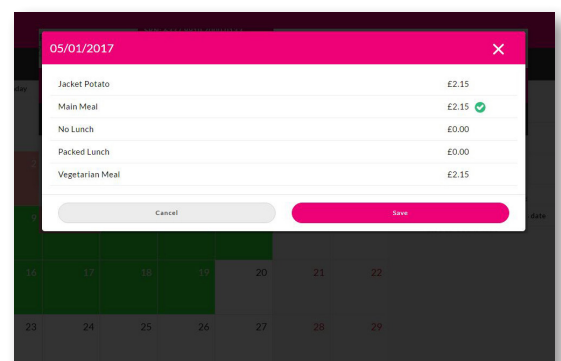 05/01/2017
Jacket Potato £2.15
Main Meal £2.15
No Lunch £0.00
Packed Lunch £0.00
Vegetarian Meal £2.15
Cancel Save
day
2
9 date
16 17 18 19 20 21 22
23 24 25 26 27 28 29